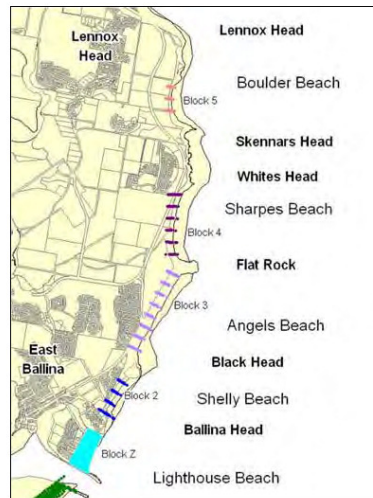 Lennox Head
Lennox
Head
Boulder Beach
Block 5
Skennars Head
Whites Head
Sharpes Beach
Block 4
Flat Rock
Block 3
Angels Beach
East
Ballina
Black Head
Block 2
Shelly Beach
Ballina Head
Block Z
Lighthouse Beach